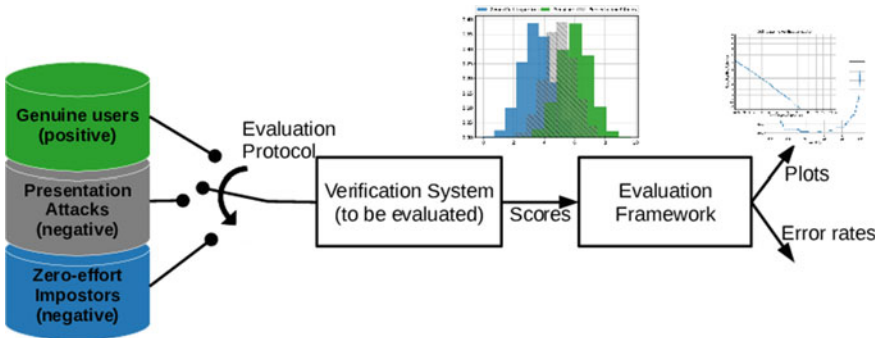 Genuine users
(positive)
Presentation
Attacks
(negative)
Zero-effort
Impostors
(negative)
Evaluation
Protocol
Verification System
(to be evaluated)
Scores
Evaluation
Framework
Plots
Error rates